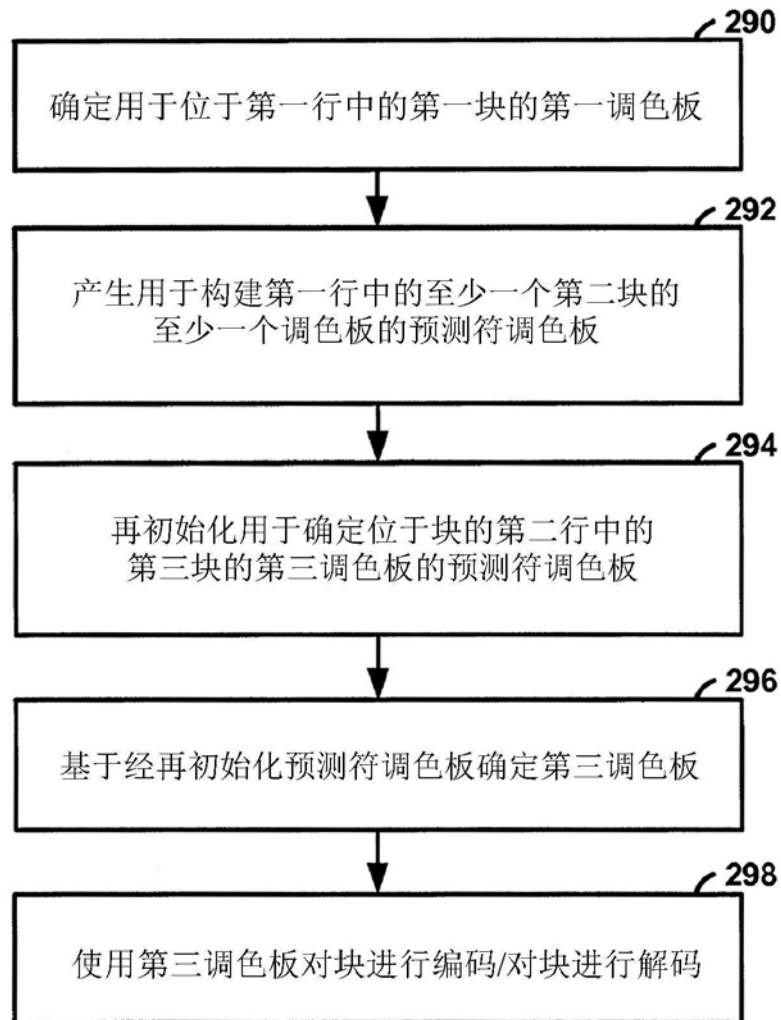 290
确定用于位于第一行中的第一块的第一调色板
292
产生用于构建第一行中的至少一个第二块的
至少一个调色板的预测符调色板
294
再初始化用于确定位于块的第二行中的
第三块的第三调色板的预测符调色板
296
基于经再初始化预测符调色板确定第三调色板
298
使用第三调色板对块进行编码/对块进行解码